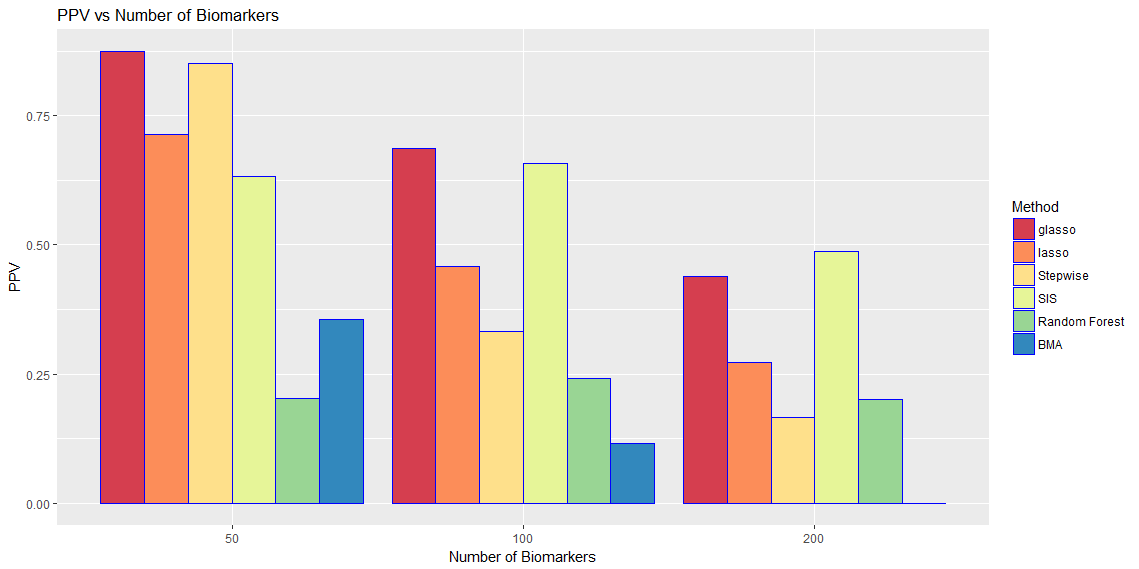 PPV vs Number of Biomarkers
PPV
0.75
0.50
0.25
0.00
50
100
200
Number of Biomarkers
Method
glasso
lasso
Stepwise
SIS
Random Forest
BMA